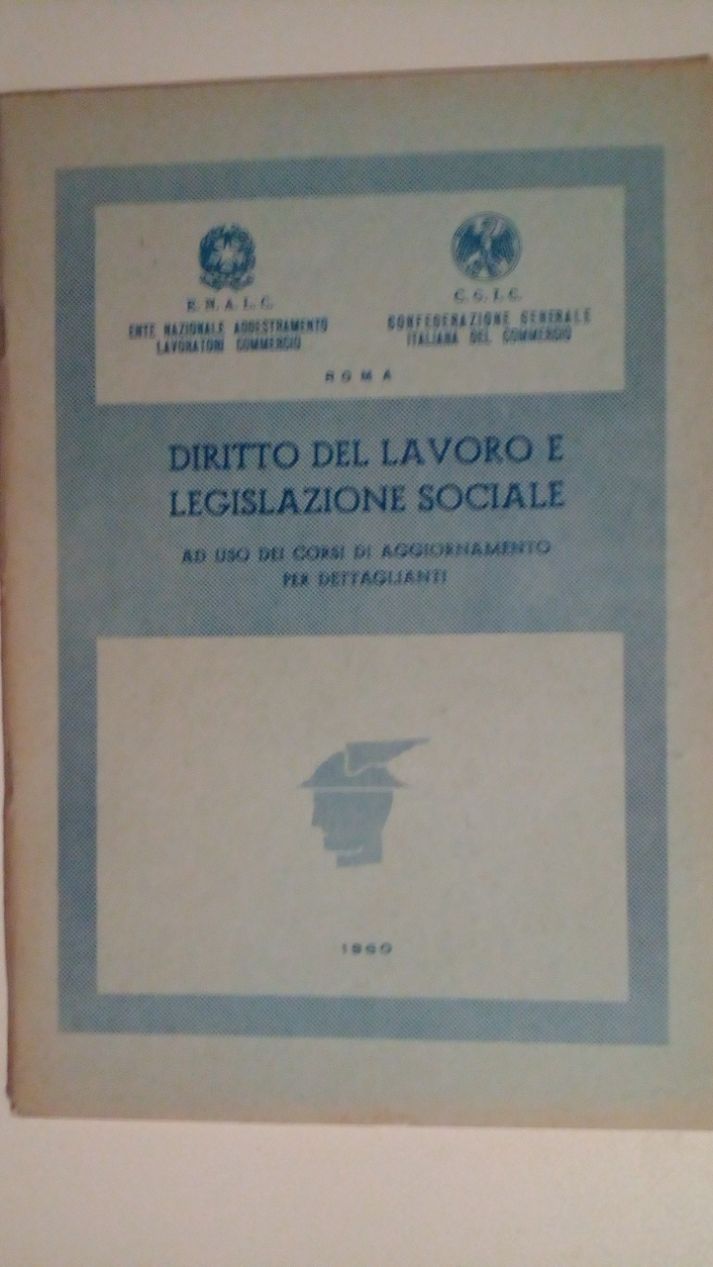 E. N. A. L. C.
ENTE NAZIONALE ADDESTRAMENTO
LAVORATORI COMMERCIO
C. G. I. C.
CONFEDERAZIONE GENERALE
ITALIANA DEL COMMERCIO
ROMA
DIRITTO DEL LAVORO E
LEGISLAZIONE SOCIALE
AD USO DEI CORSI DI AGGIORNAMENTO
PER DETTAGLIANTI
1960